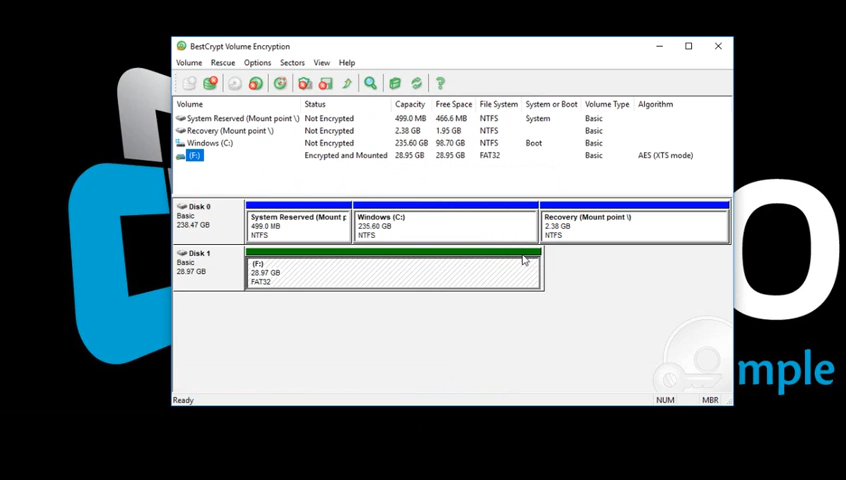 BestCrypt Volume Encryption
Volume Rescue Options Sectors View Help
Volume Status Capacity Free Space File System System or Boot Volume Type Algorithm
System Reserved (Mount point \) Not Encrypted 499.0 MB 466.6 MB NTFS System Basic
Recovery (Mount point \) Not Encrypted 2.38 GB 1.95 GB NTFS Basic
Windows (C:) Not Encrypted 235.60 GB 98.70 GB NTFS Boot Basic
(F:) Encrypted and Mounted 28.95 GB 28.95 GB FAT32 Basic AES (XTS mode)
Disk 0
Basic
238.47 GB
System Reserved (Mount p
499.0 MB
NTFS
Windows (C:)
235.60 GB
NTFS
Recovery (Mount point \)
2.38 GB
NTFS
Disk 1
Basic
28.97 GB
(F:)
28.97 GB
FAT32
O
mple
Ready NUM MBR